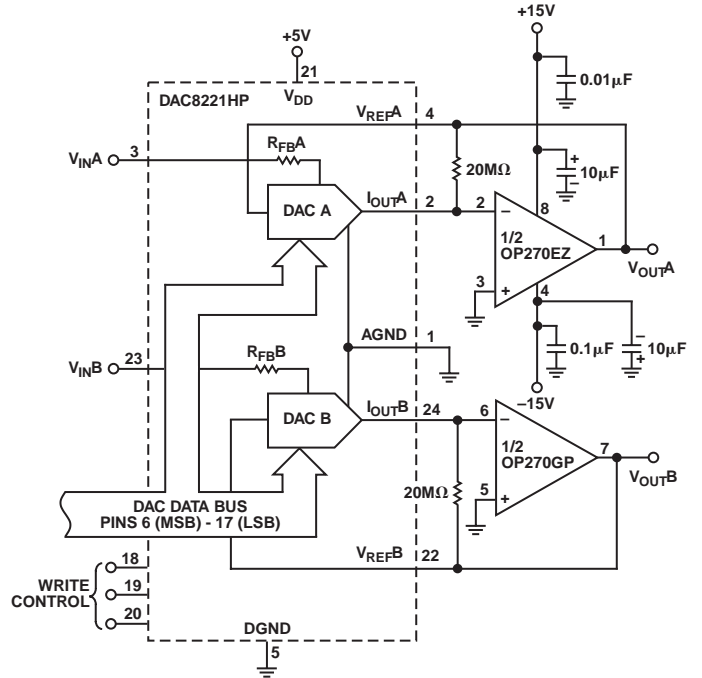 +15V
+5V
21
0.01µF
DAC8221HP
VDD
VREFA 4
3
VINA
RFBA
20MΩ
+
10µF
–
DAC A
IOUTA 2
2 –
8
1/2
OP270EZ
1
VOUTA
3
+
4
AGND 1
23
VINB
RFBB
0.1µF
–
10µF
+
–15V
DAC B
IOUTB 24
6 –
1/2
OP270GP
7
VOUTB
5
+
20MΩ
DAC DATA BUS
PINS 6 (MSB) - 17 (LSB)
VREFB 22
18
WRITE
CONTROL
19
20
DGND
5